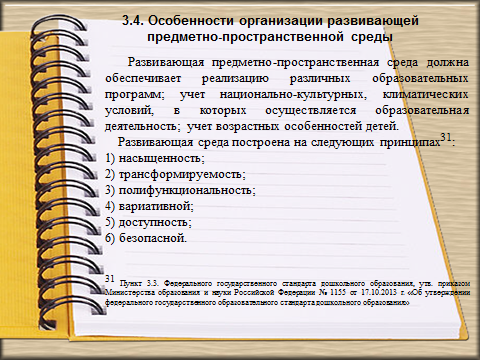 3.4. Особенности организации развивающей
предметно-пространственной среды
Развивающая предметно-пространственная среда должна
обеспечивает реализацию различных образовательных
программ; учет национально-культурных, климатических
условий, в которых осуществляется образовательная
деятельность; учет возрастных особенностей детей.
Развивающая среда построена на следующих принципах31:
1) насыщенность;
2) трансформируемость;
3) полифункциональность;
4) вариативной;
5) доступность;
6) безопасной.
31 Пункт 3.3. Федерального государственного стандарта дошкольного образования, утв. приказом
Министерства образования и науки Российской Федерации № 1155 от 17.10.2013 г. «Об утверждении
федерального государственного образовательного стандарта дошкольного образования»